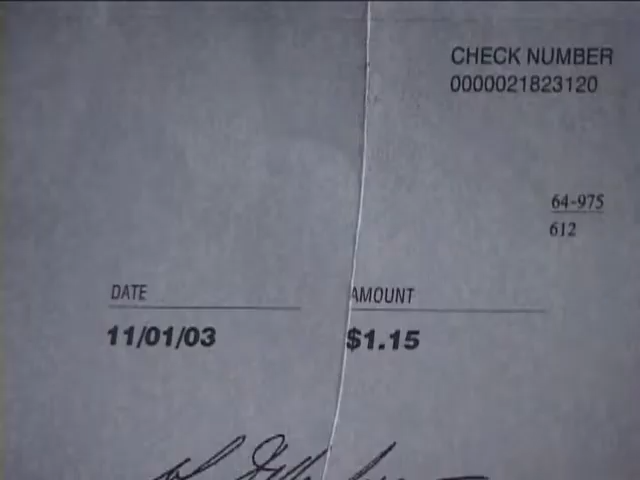 CHECK NUMBER
0000021823120
64-975
612
DATE
AMOUNT
11/01/03
$1.15